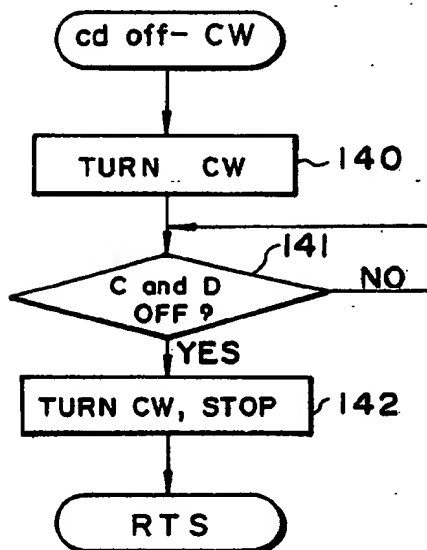 cd off- CW
TURN CW
140
141
C and D
OFF ?
NO
YES
TURN CW, STOP
142
RTS